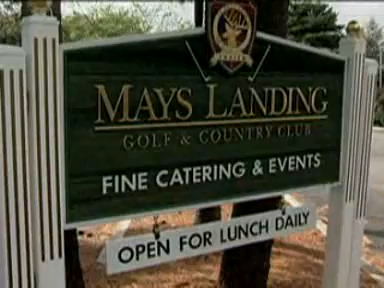 MAYS LANDING
GOLF & COUNTRY CLUB
FINE CATERING & EVENTS
OPEN FOR LUNCH DAILY